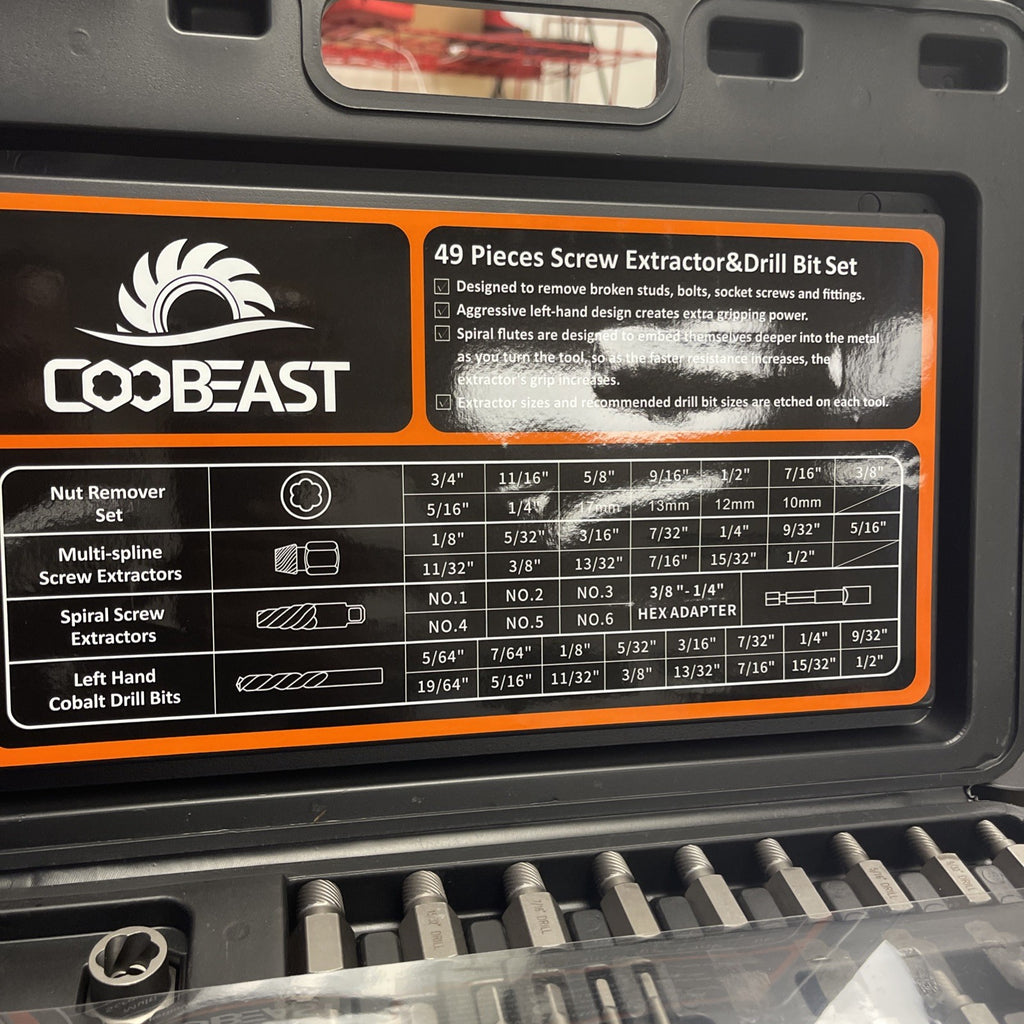 COOBEAST
49 Pieces Screw Extractor&Drill Bit Set
Designed to remove broken studs, bolts, socket screws and fittings.
Aggressive left-hand design creates extra gripping power.
Spiral flutes are designed to embed themselves deeper into the metal
as you turn the tool, so as the faster resistance increases, the
extractor's grip increases.
Extractor sizes and recommended drill bit sizes are etched on each tool.
Nut Remover
Set
3/4" 11/16" 5/8" 9/16" 1/2" 7/16" 3/8"
5/16" 1/4" 17mm 13mm 12mm 10mm
Multi-spline
Screw Extractors
1/8" 5/32" 3/16" 7/32" 1/4" 9/32" 5/16"
11/32" 3/8" 13/32" 7/16" 15/32" 1/2"
Spiral Screw
Extractors
NO.1 NO.2 NO.3
NO.4 NO.5 NO.6
3/8"-1/4"
HEX ADAPTER
Left Hand
Cobalt Drill Bits
5/64" 7/64" 1/8" 5/32" 3/16" 7/32" 1/4" 9/32"
19/64" 5/16" 11/32" 3/8" 13/32" 7/16" 15/32" 1/2"
DRILL
7/16" DRILL
5/16" DRILL
DRILL